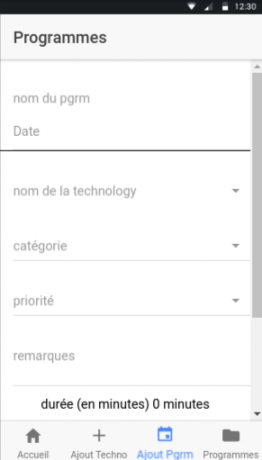 12:30
Programmes
nom du pgrm
Date
nom de la technology
catégorie
priorité
remarques
durée (en minutes) 0 minutes
Accueil Ajout Techno Ajout Pgrm Programmes